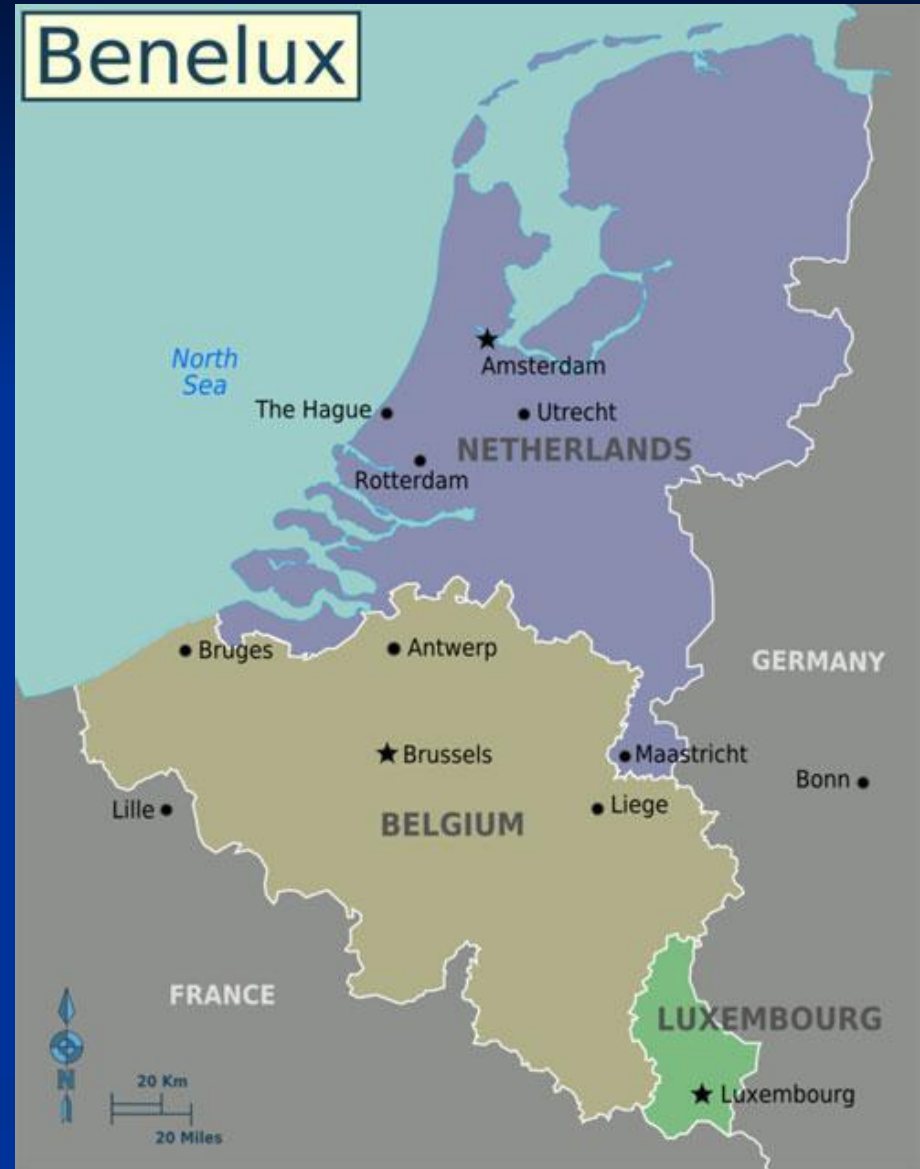 Benelux
North
Sea
Amsterdam
The Hague
Utrecht
NETHERLANDS
Rotterdam
Bruges
Antwerp
GERMANY
Brussels
Maastricht
Bonn
Lille
Liege
BELGIUM
FRANCE
LUXEMBOURG
N
20 Km
20 Miles
Luxembourg